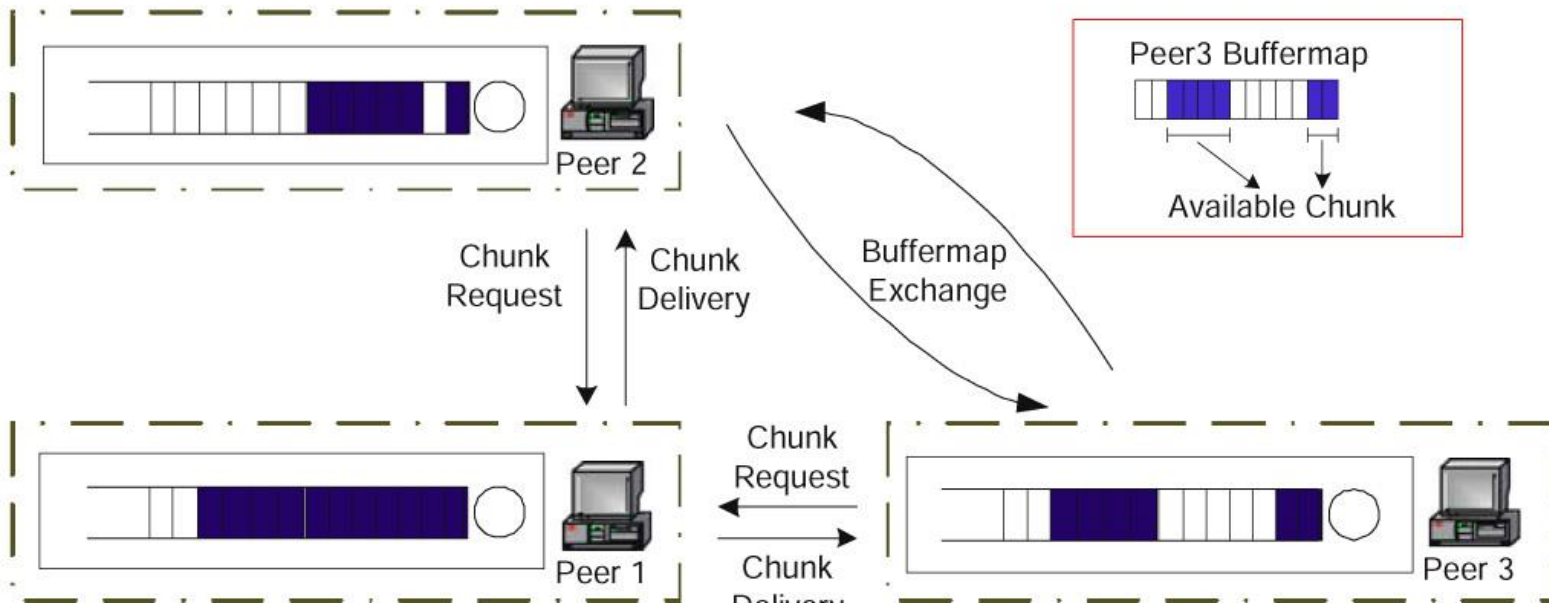 Peer3 Buffermap
Available Chunk
Peer 2
Chunk
Request
Chunk
Delivery
Buffermap
Exchange
Peer 1
Chunk
Request
Chunk
Delivery
Peer 3